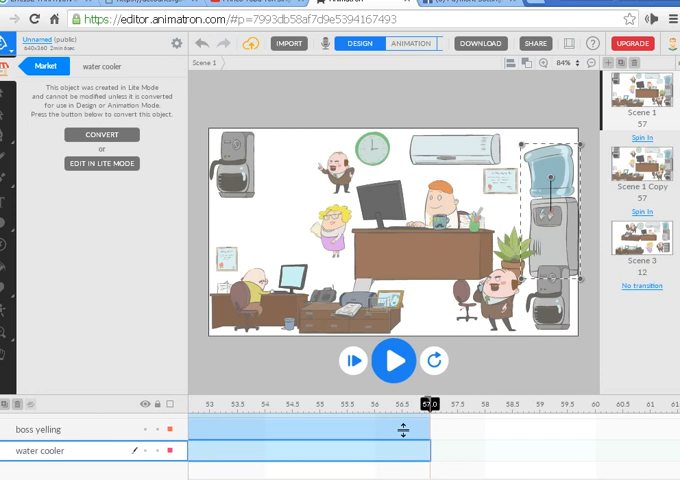 https://editor.animatron.com/#p=7993db58af7d9e5394167493
Unnamed (public)
640x360
IMPORT
DESIGN
ANIMATION
DOWNLOAD
SHARE
UPGRADE
Market
water cooler
Scene 1
84%
This object was created in Lite Mode
and cannot be modified unless it is converted
for use in Design or Animation Mode.
Press the button below to convert this object.
CONVERT
or
EDIT IN LITE MODE
Scene 1
57
Spin In
Scene 1 Copy
57
Spin In
Scene 3
12
No transition
53 53.5 54 54.5 55 55.5 56 56.5 57.0 57.5 58 58.5 59 59.5 60 60.5 61 61.5
boss yelling
water cooler